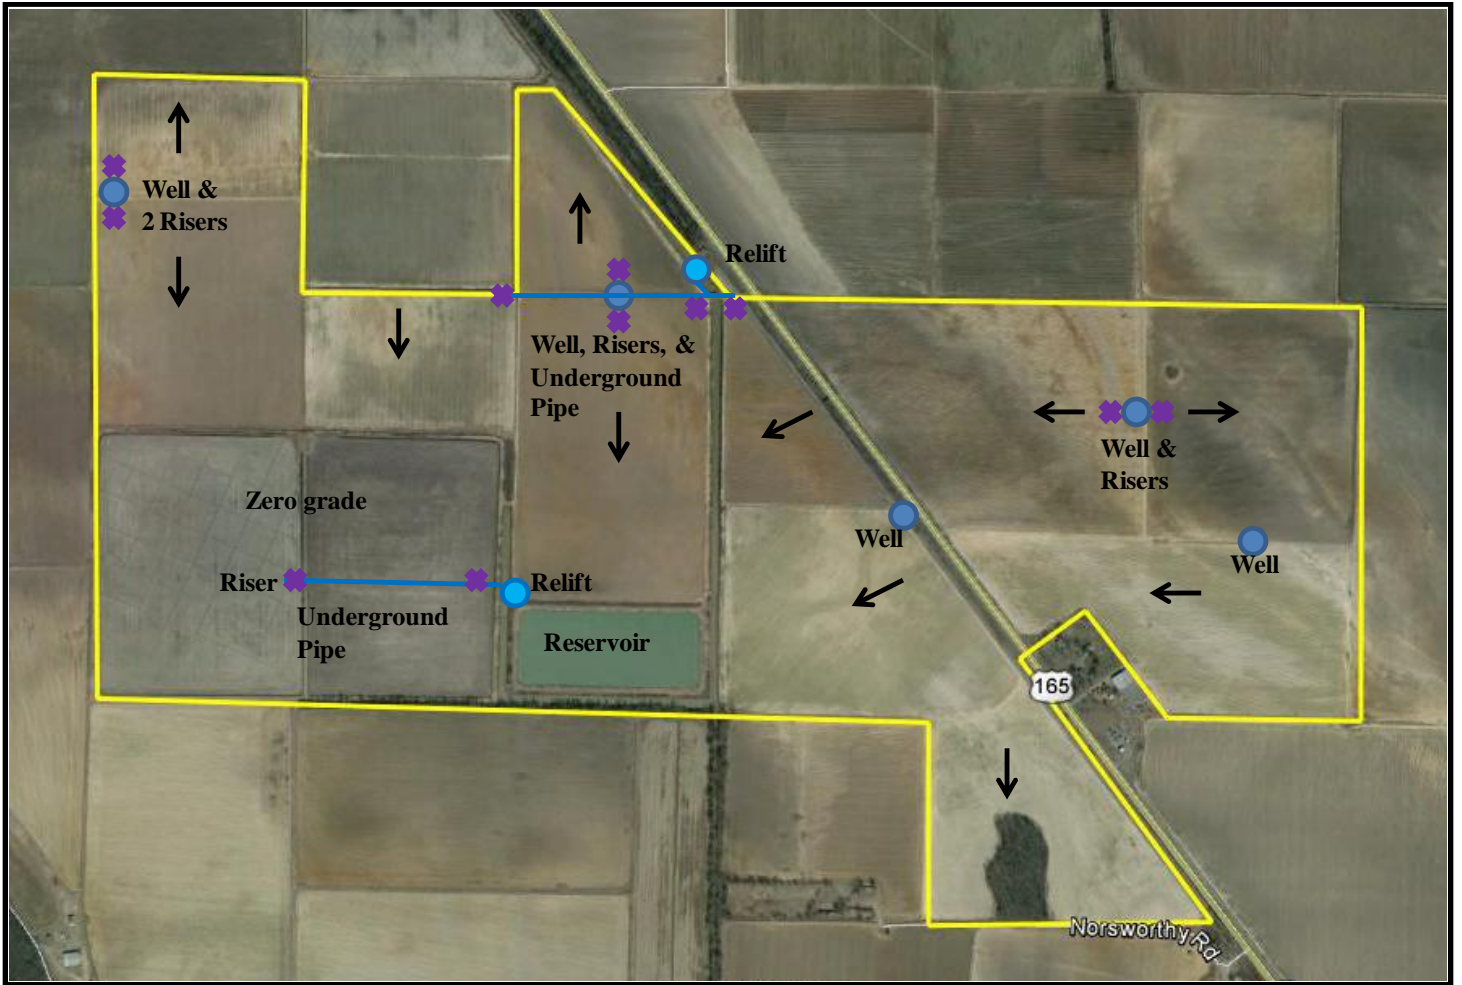 Well &
2 Risers
Relift
Well, Risers, &
Underground
Pipe
Well &
Risers
Zero grade
Well
Well
Riser
Relift
Underground
Pipe
Reservoir
165
Norsworthy Rd